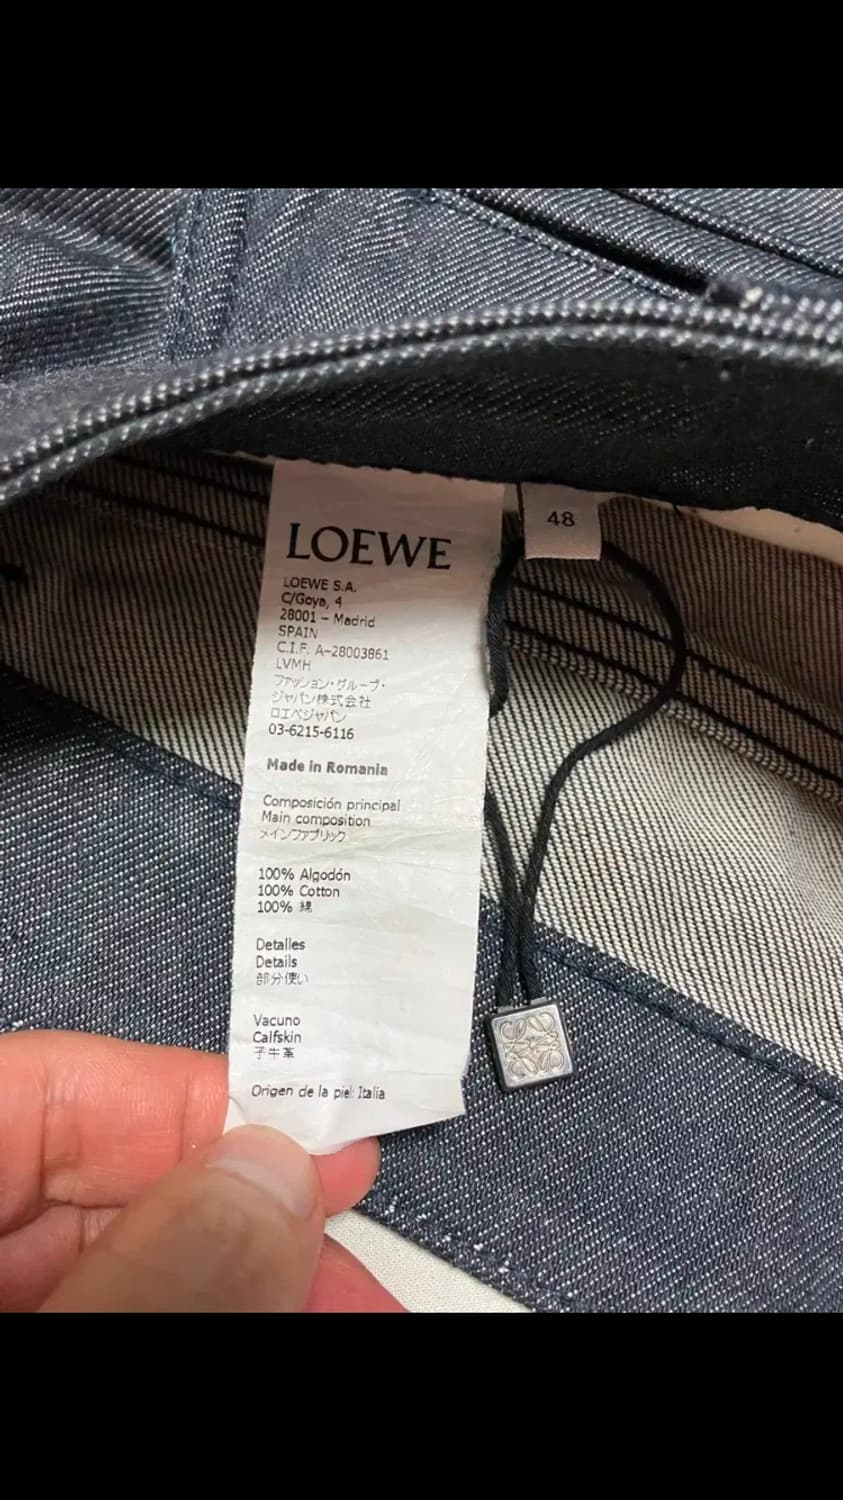 LOEWE
LOEWE S.A.
C/Goya, 4
28001 – Madrid
SPAIN
C.I.F. A-28003861
LVMH
ファッション・グループ・
ジャパン株式会社
ロエベジャパン
03-6215-6116
Made in Romania
Composición principal
Main composition
メインファブリック
100% Algodón
100% Cotton
100% 綿
Detalles
Details
部分使い
Vacuno
Calfskin
子牛革
Origen de la piel: Italia
48